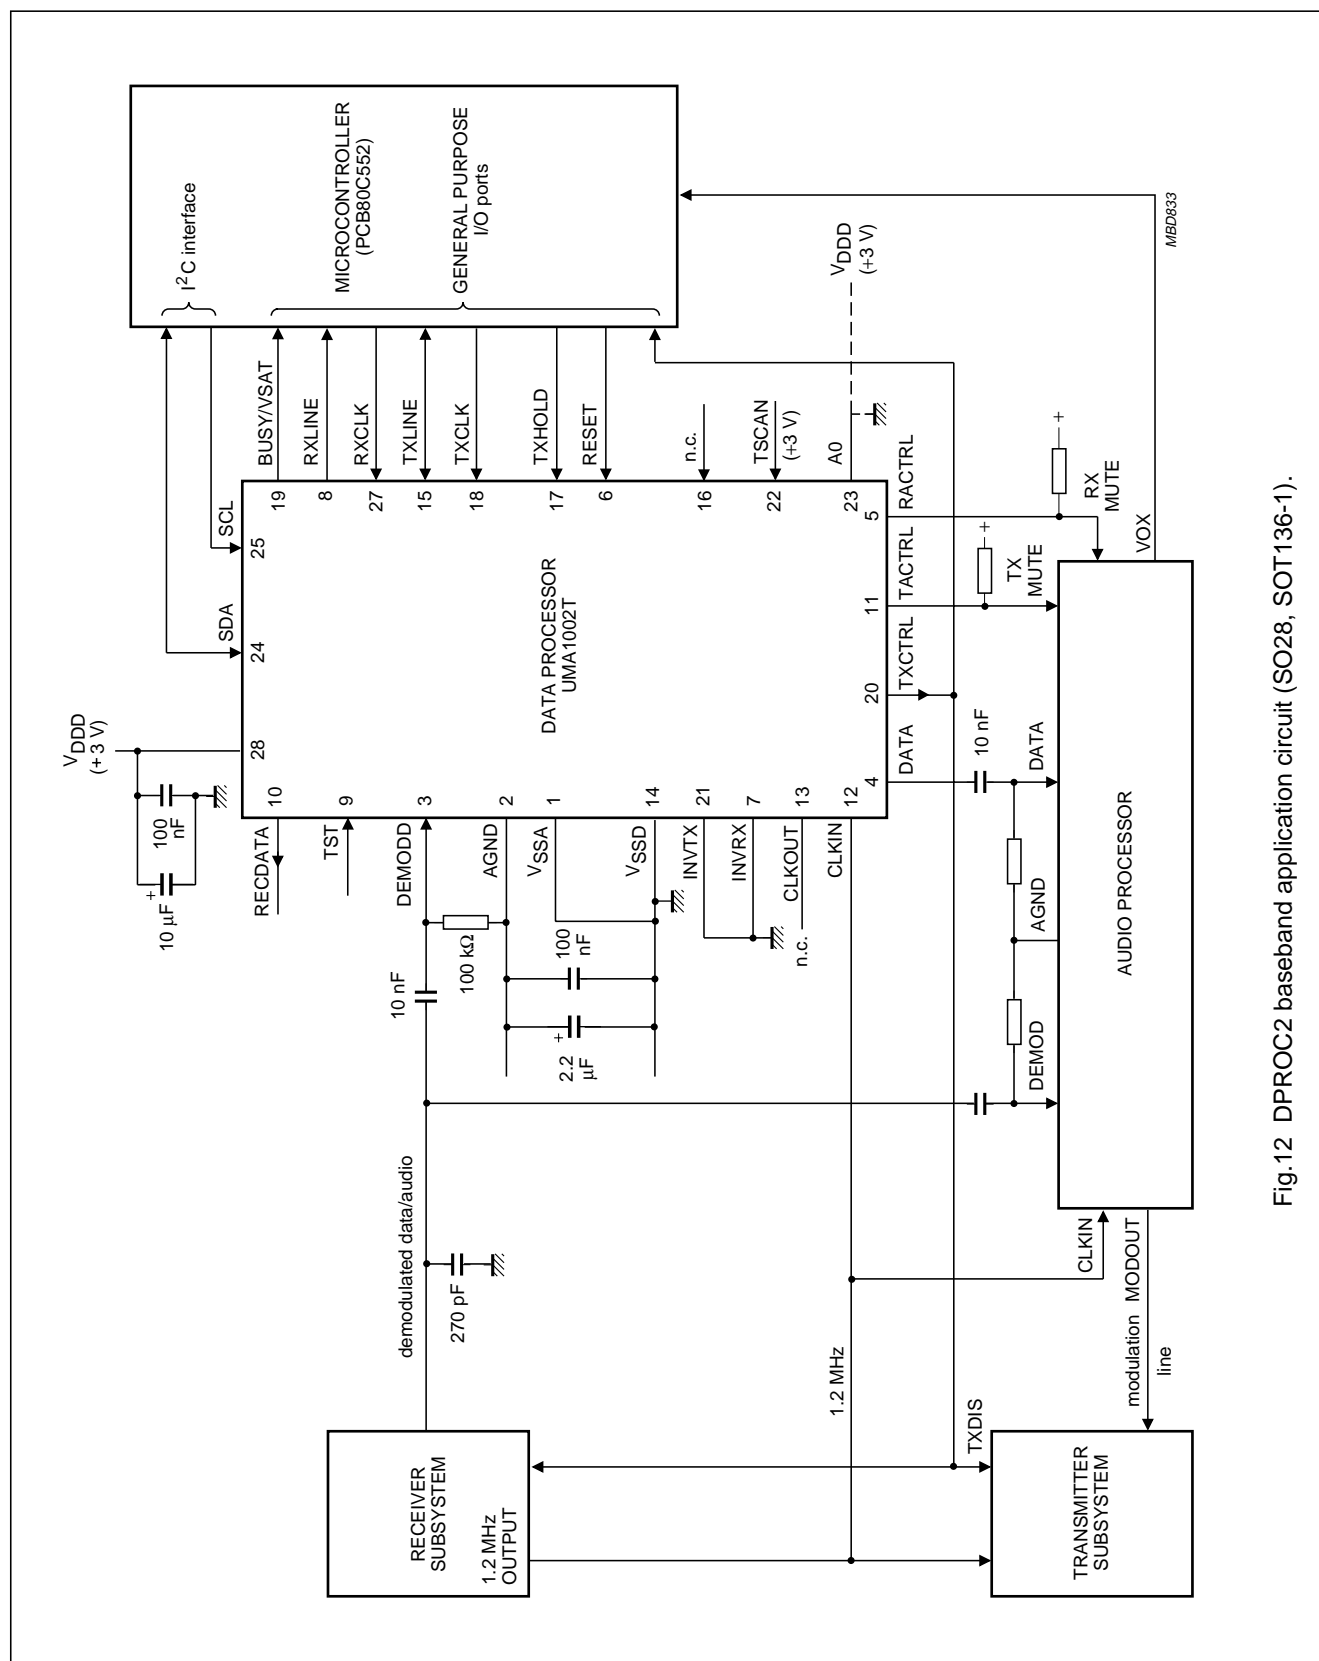 I2C interface
MICROCONTROLLER
(PCB80C552)
GENERAL PURPOSE
I/O ports
SDA
SCL
BUSY/VSAT
RXLINE
RXCLK
TXLINE
TXCLK
TXHOLD
RESET
n.c.
TSCAN
(+3 V)
A0
VDDD
(+3 V)
24
25
19
8
27
15
18
17
6
16
22
23
VDDD
(+ 3 V)
100
nF
+
10 µF
28
DATA PROCESSOR
UMA1002T
10
9
3
2
1
14
21
7
13
12
4
20
11
5
RECDATA
TST
DEMODD
AGND
VSSA
VSSD
INVTX
INVRX
CLKOUT
CLKIN
n.c.
DATA
TXCTRL
TACTRL
RACTRL
10 nF
100 kΩ
100
nF
+
2.2
µF
10 nF
+
TX
MUTE
+
RX
MUTE
VOX
DATA
AGND
DEMOD
AUDIO PROCESSOR
CLKIN
MODOUT
modulation
line
demodulated data/audio
270 pF
1.2 MHz
TXDIS
RECEIVER
SUBSYSTEM
1.2 MHz
OUTPUT
TRANSMITTER
SUBSYSTEM
MBD833
Fig.12 DPROC2 baseband application circuit (SO28, SOT136-1).